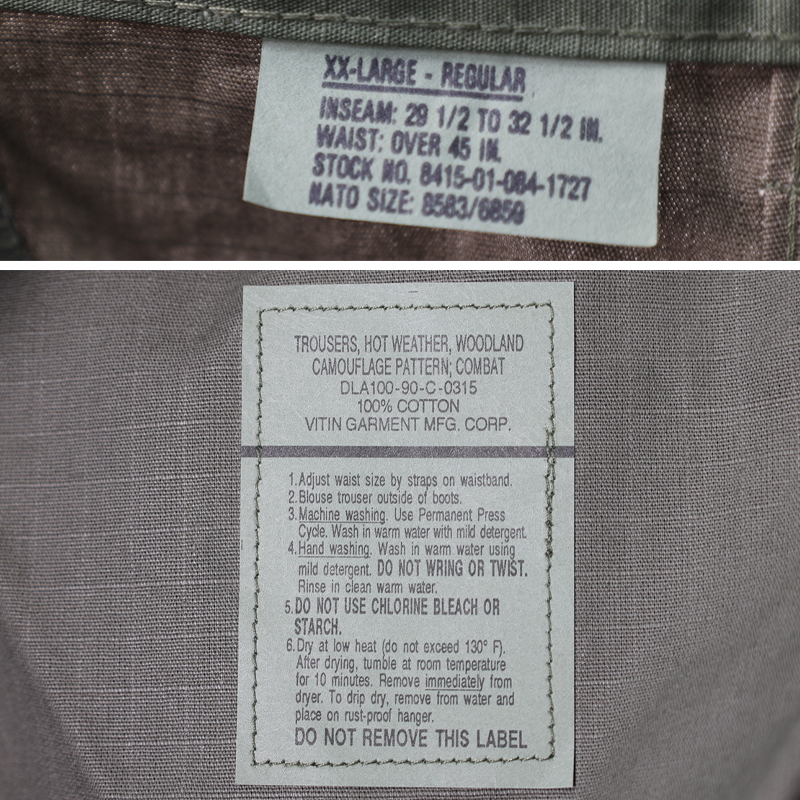 XX-LARGE - REGULAR
INSEAM: 29 1/2 TO 32 1/2 IN.
WAIST: OVER 45 IN.
STOCK NO. 8415-01-084-1727
NATO SIZE: 8583/6859
TROUSERS, HOT WEATHER, WOODLAND
CAMOUFLAGE PATTERN; COMBAT
DLA100-90-C-0315
100% COTTON
VITIN GARMENT MFG. CORP.
1. Adjust waist size by straps on waistband.
2. Blouse trouser outside of boots.
3. Machine washing. Use Permanent Press
Cycle. Wash in warm water with mild detergent.
4. Hand washing. Wash in warm water using
mild detergent. DO NOT WRING OR TWIST.
Rinse in clean warm water.
5. DO NOT USE CHLORINE BLEACH OR
STARCH.
6. Dry at low heat (do not exceed 130° F).
After drying, tumble at room temperature
for 10 minutes. Remove immediately from
dryer. To drip dry, remove from water and
place on rust-proof hanger.
DO NOT REMOVE THIS LABEL